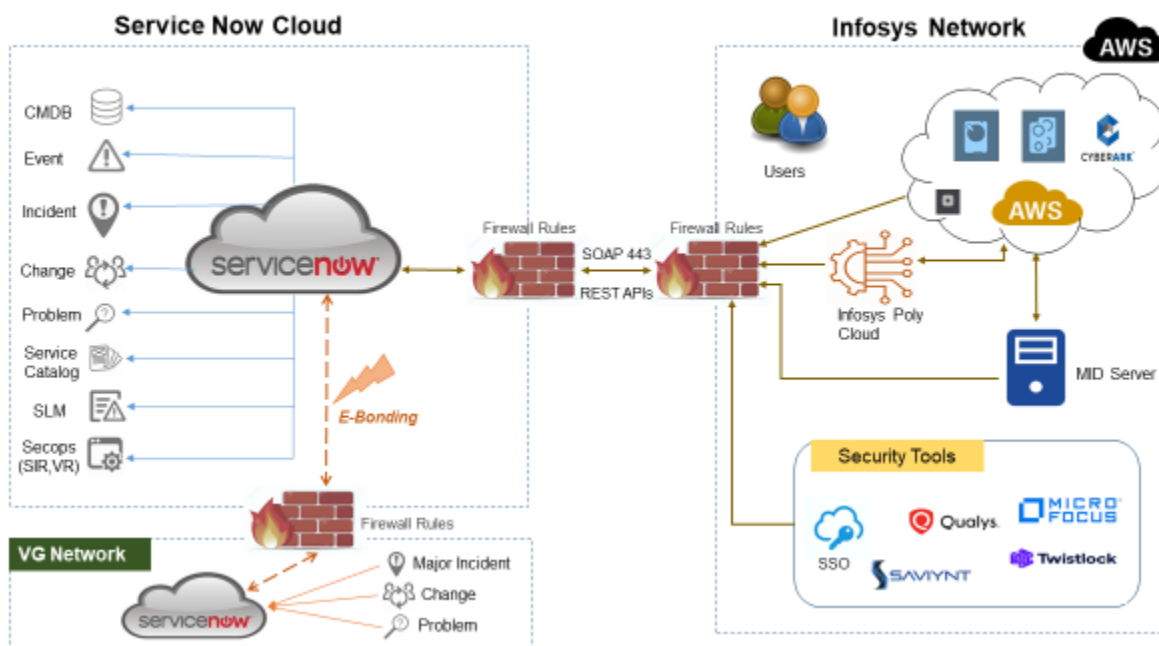 Service Now Cloud
Infosys Network
AWS
CMDB
Event
Incident
Change
Problem
Service
Catalog
SLM
Secops
(SIR,VR)
servicenow
E-Bonding
Firewall Rules
SOAP 443
REST APIs
Firewall Rules
Users
CYBERARK
AWS
Infosys Poly
Cloud
MID Server
Security Tools
SSO
Qualys.
MICRO
FOCUS
SAVIYNT
Twistlock
Firewall Rules
VG Network
servicenow
Major Incident
Change
Problem